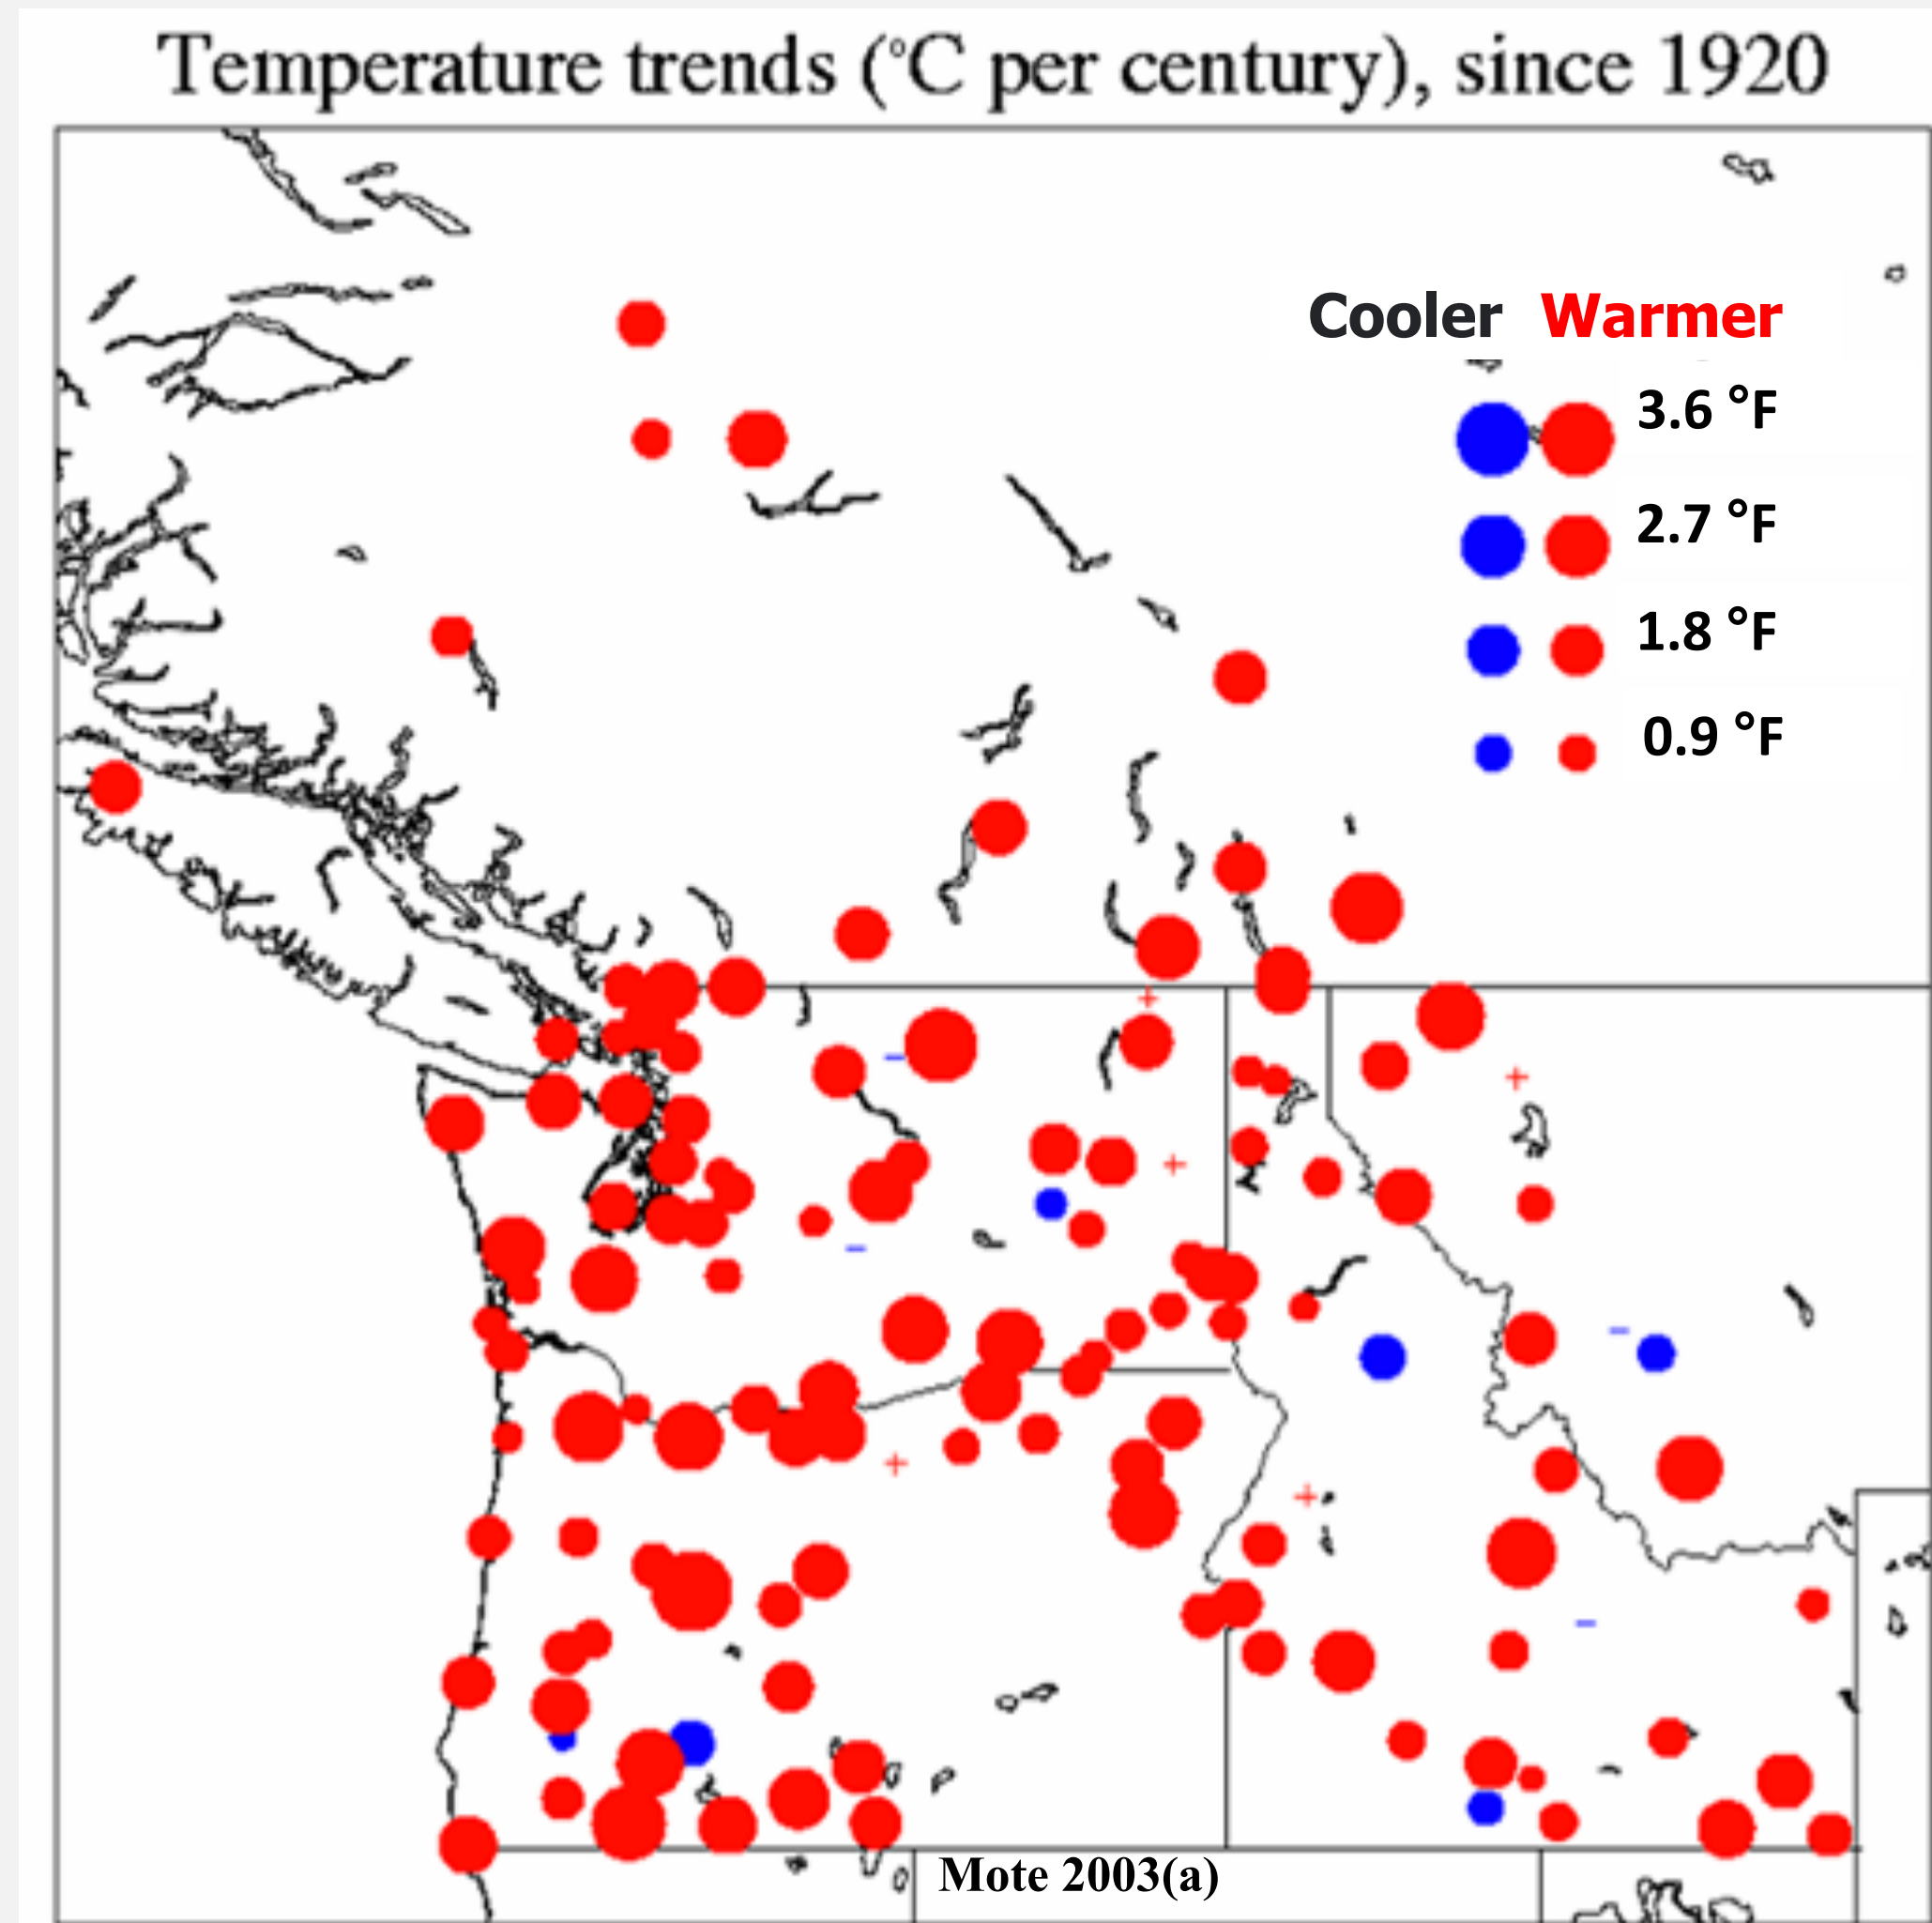 Temperature trends (°C per century), since 1920
Cooler Warmer
3.6 °F
2.7 °F
1.8 °F
0.9 °F
Mote 2003(a)